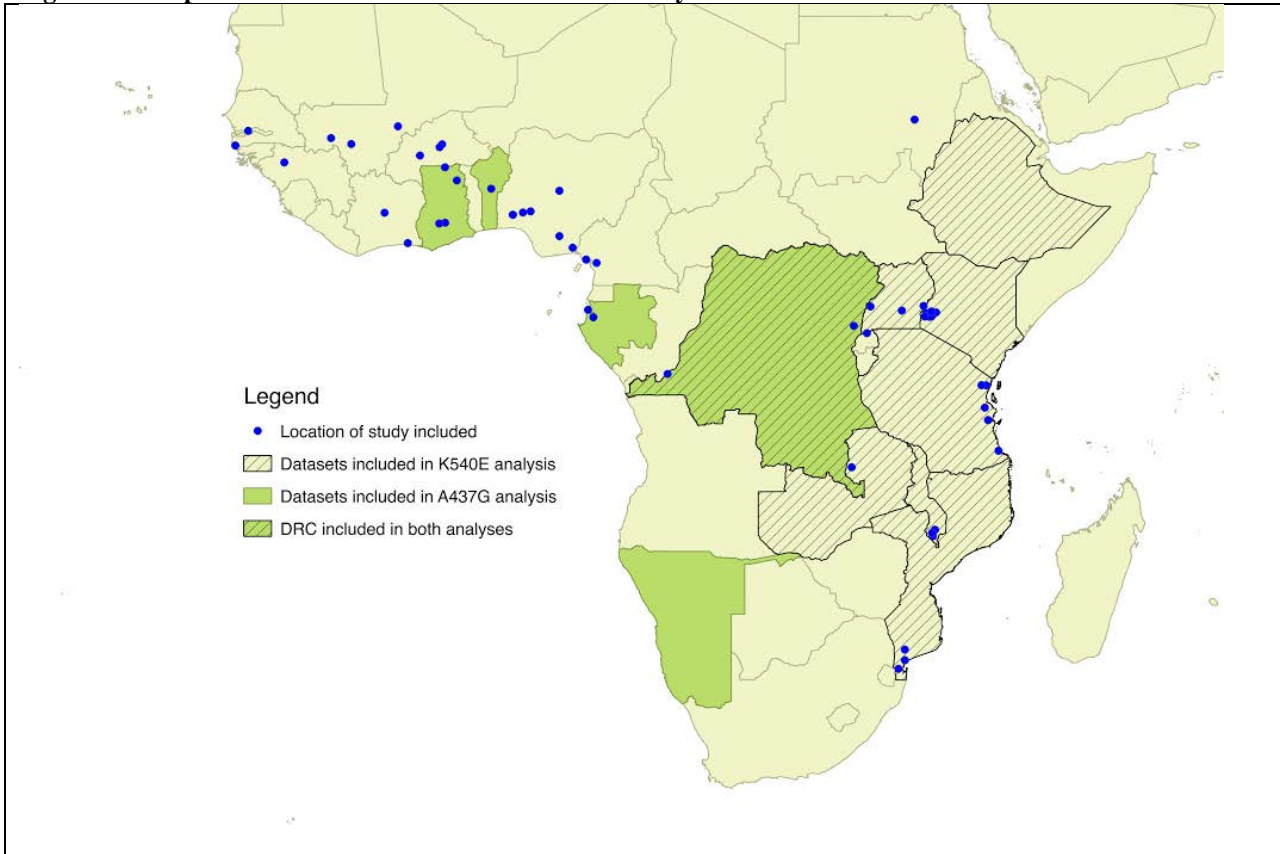 Legend
Location of study included
Datasets included in K540E analysis
Datasets included in A437G analysis
DRC included in both analyses